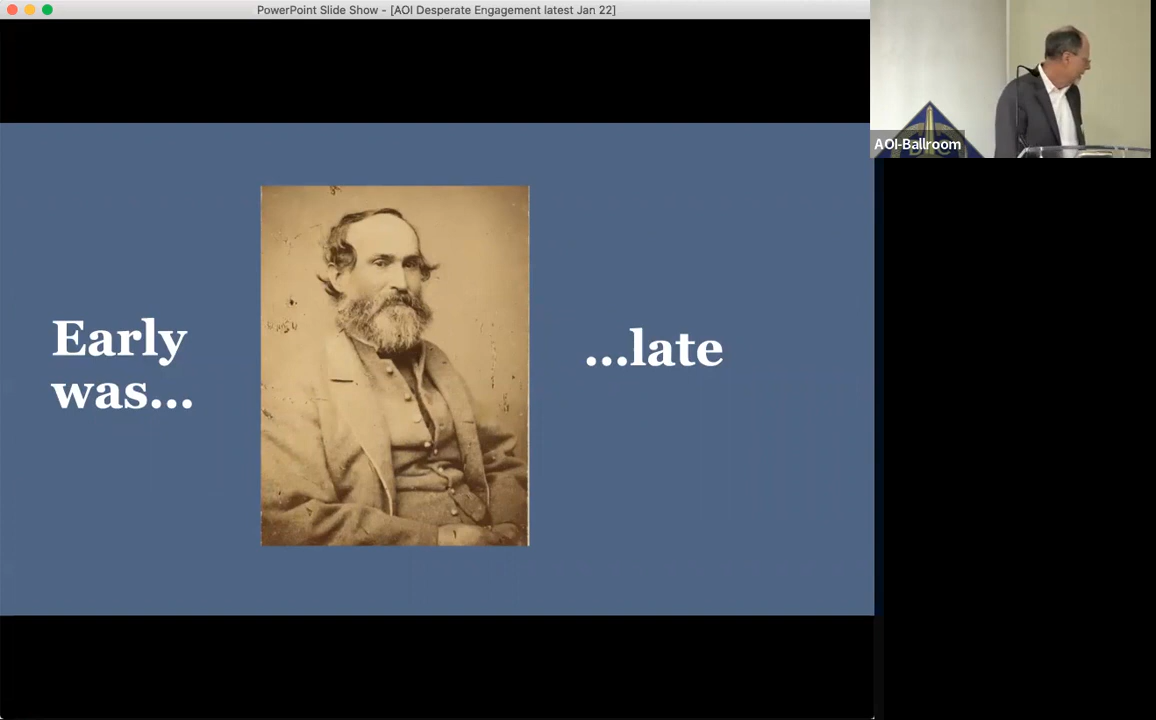 PowerPoint Slide Show - [AOI Desperate Engagement latest Jan 22]
AOI-Ballroom
Early
was...
...late